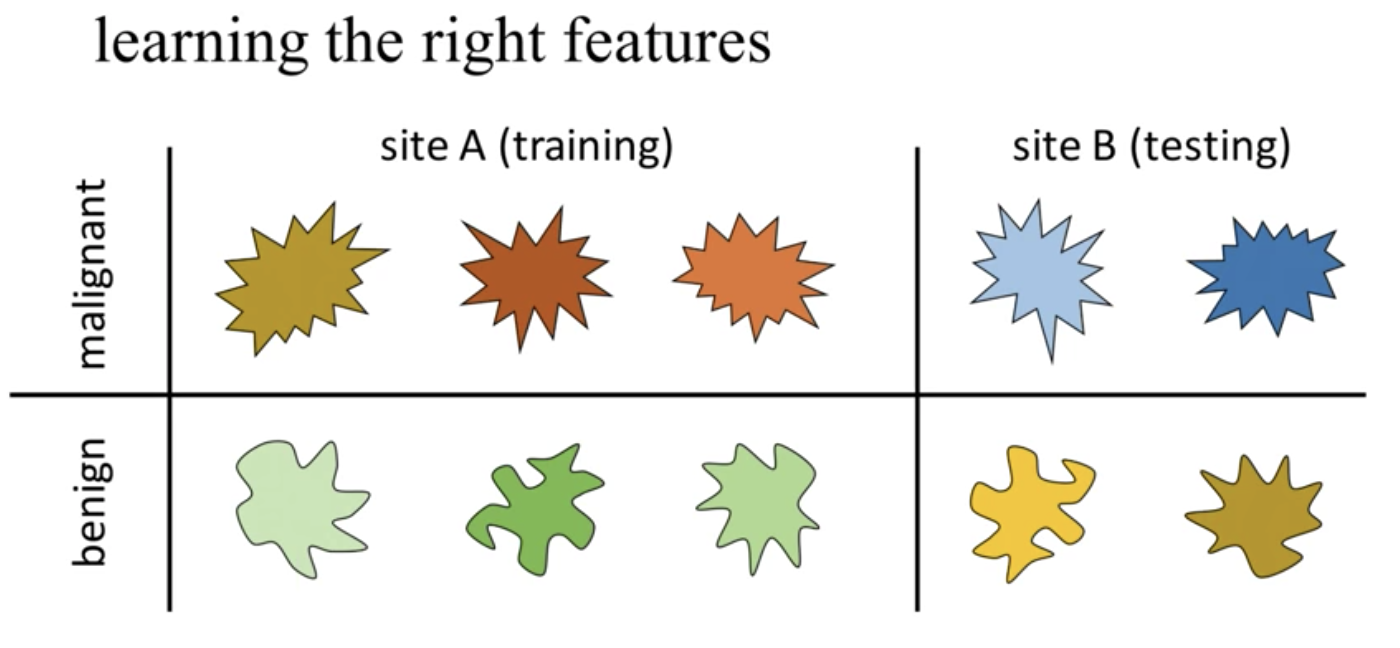 learning the right features
site A (training)
site B (testing)
malignant
benign